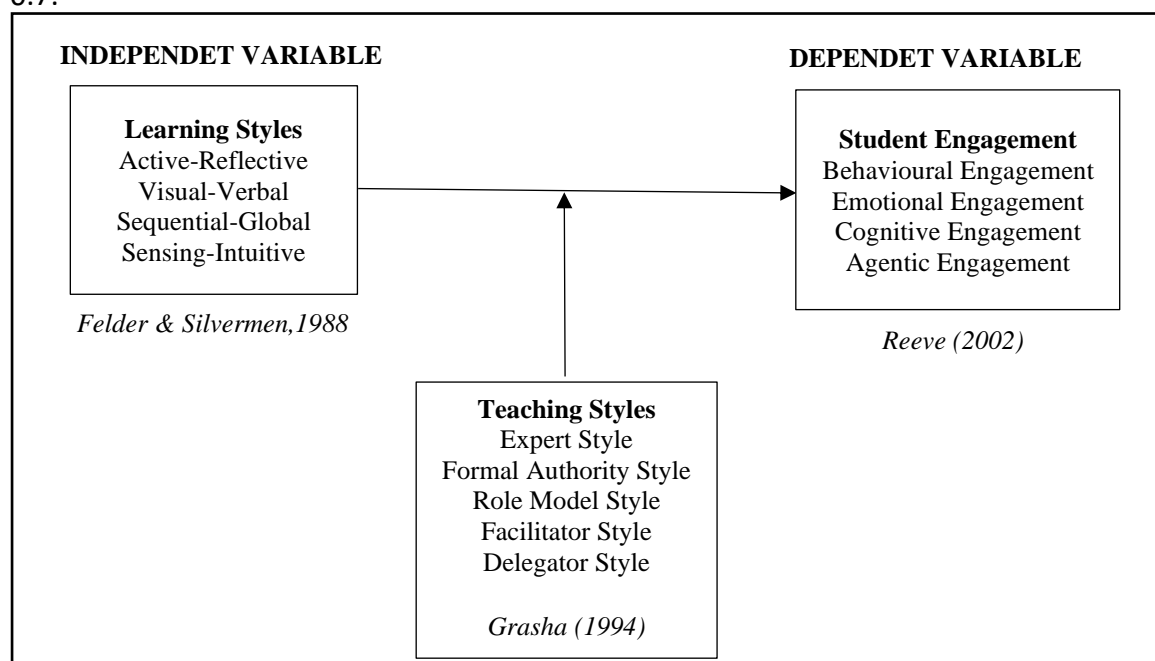 INDEPENDET VARIABLE
Learning Styles
Active-Reflective
Visual-Verbal
Sequential-Global
Sensing-Intuitive
Felder & Silvermen,1988
DEPENDET VARIABLE
Student Engagement
Behavioural Engagement
Emotional Engagement
Cognitive Engagement
Agentic Engagement
Reeve (2002)
Teaching Styles
Expert Style
Formal Authority Style
Role Model Style
Facilitator Style
Delegator Style
Grasha (1994)